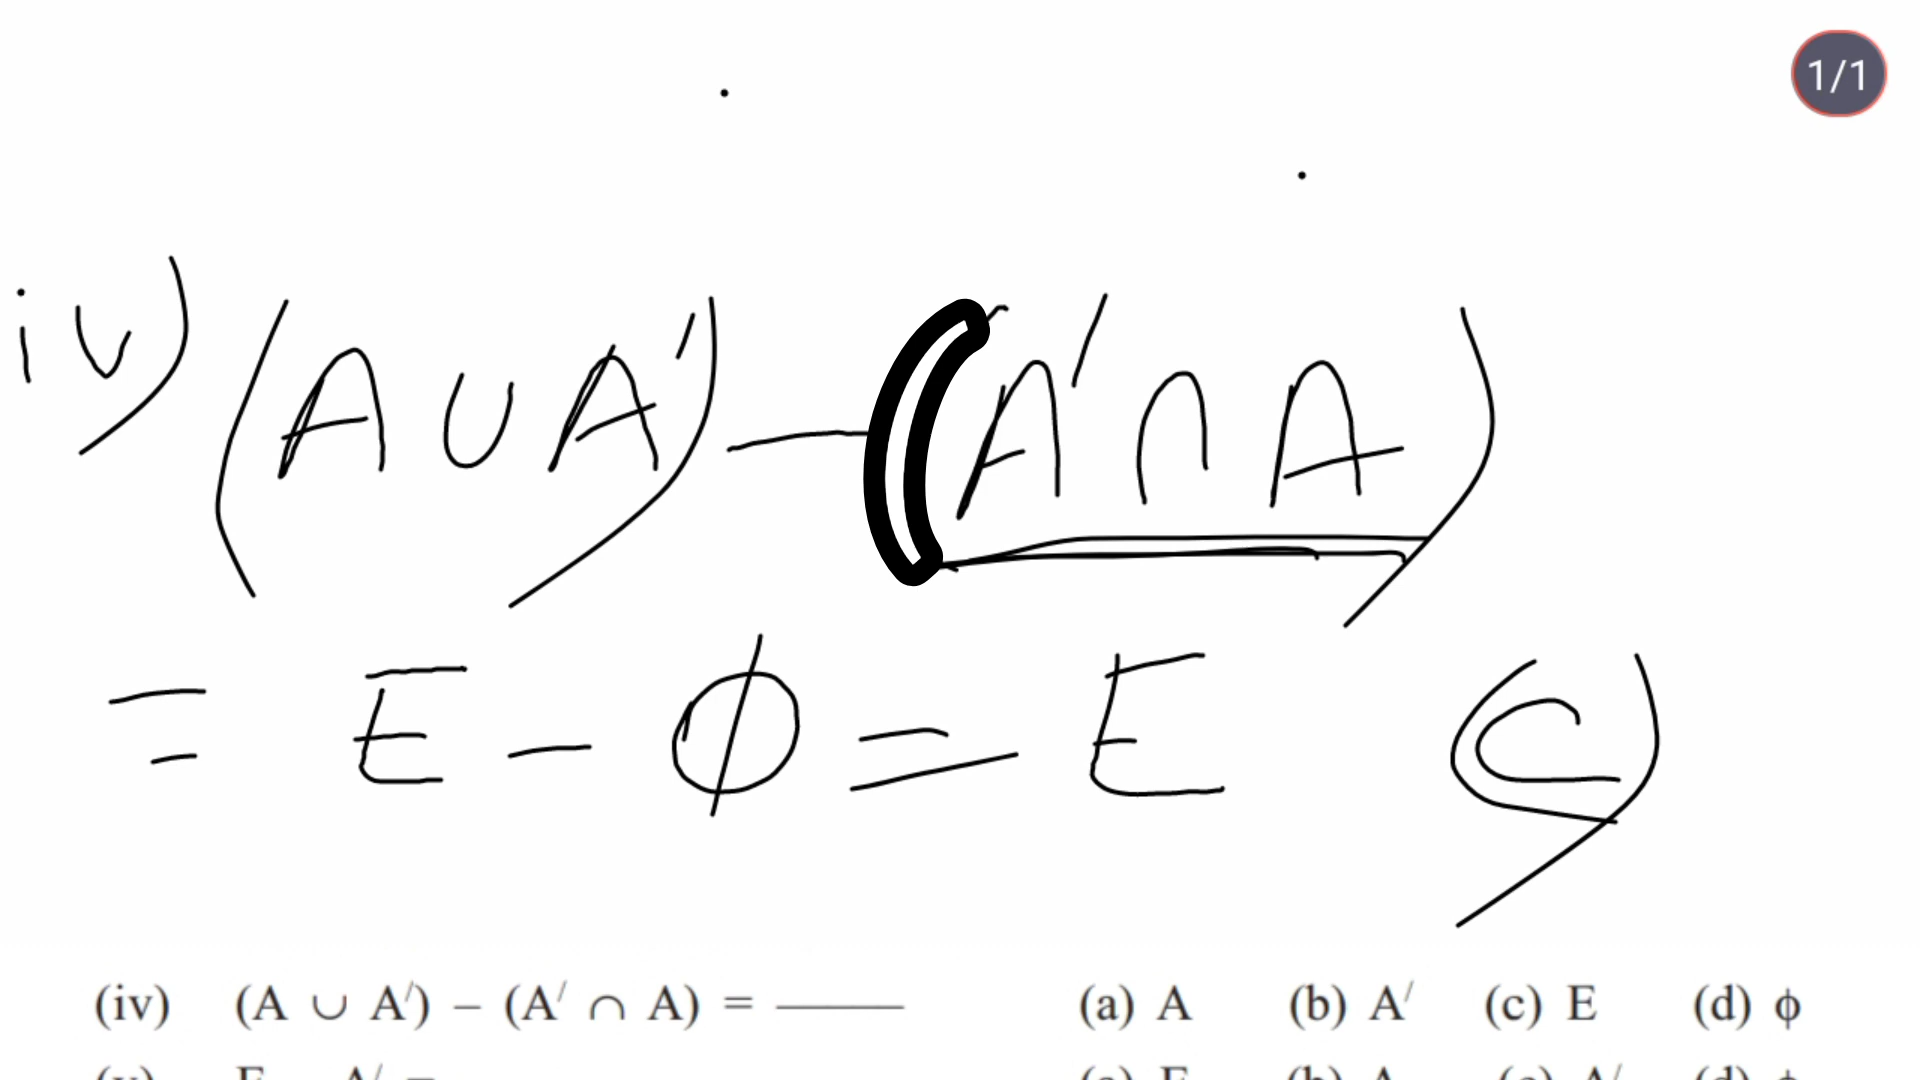 1/1
iv) (A ∪ A') - (A' ∩ A)
= E - ϕ = E (C)
(iv) (A ∪ A′) – (A′ ∩ A) = ——— (a) A (b) A′ (c) E (d) ϕ